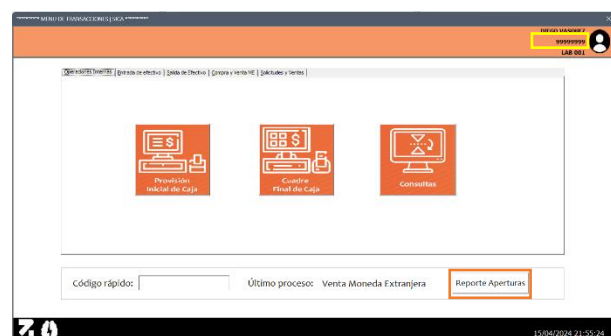 ********* MENU DE TRANSACCIONES | SICA *********
DIEGO VASQUEZ
99999999
LAB 001
Operaciones Internas | Entrada de efectivo | Salida de Efectivo | Compra y Venta ME | Solicitudes y Ventas
Provisión
Inicial de Caja
Cuadre
Final de Caja
Consultas
Código rápido:
Último proceso: Venta Moneda Extranjera
Reporte Aperturas
15/04/2024 21:55:24